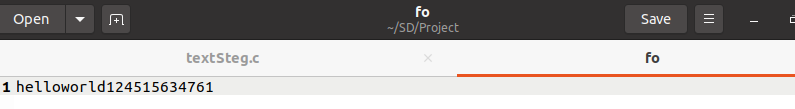 Open
fo
~/SD/Project
Save
textSteg.c
fo
1 helloworld124515634761